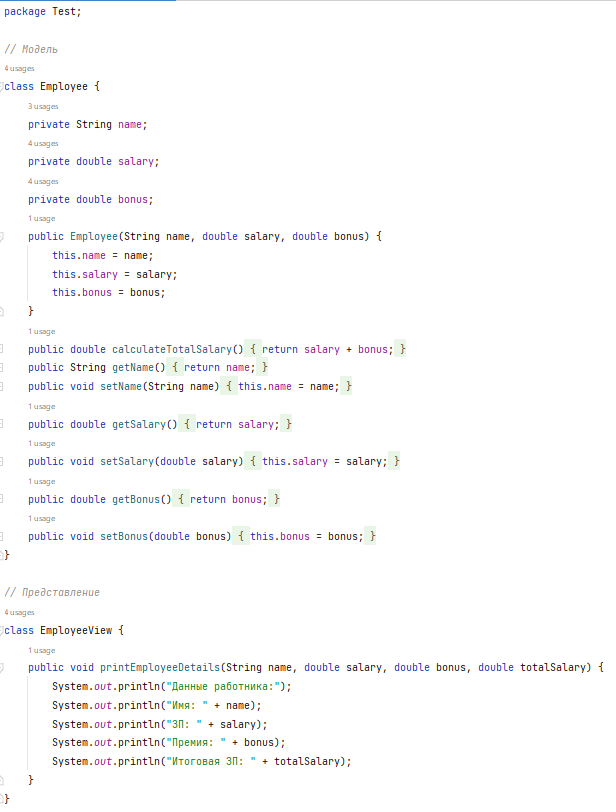 package Test;
// Модель
4 usages
class Employee {
3 usages
private String name;
4 usages
private double salary;
4 usages
private double bonus;
1 usage
public Employee(String name, double salary, double bonus) {
this.name = name;
this.salary = salary;
this.bonus = bonus;
}
1 usage
public double calculateTotalSalary() { return salary + bonus; }
public String getName() { return name; }
public void setName(String name) { this.name = name; }
1 usage
public double getSalary() { return salary; }
1 usage
public void setSalary(double salary) { this.salary = salary; }
1 usage
public double getBonus() { return bonus; }
1 usage
public void setBonus(double bonus) { this.bonus = bonus; }
}
// Представление
4 usages
class EmployeeView {
1 usage
public void printEmployeeDetails(String name, double salary, double bonus, double totalSalary) {
System.out.println("Данные работника:");
System.out.println("Имя: " + name);
System.out.println("ЗП: " + salary);
System.out.println("Премия: " + bonus);
System.out.println("Итоговая ЗП: " + totalSalary);
}
}